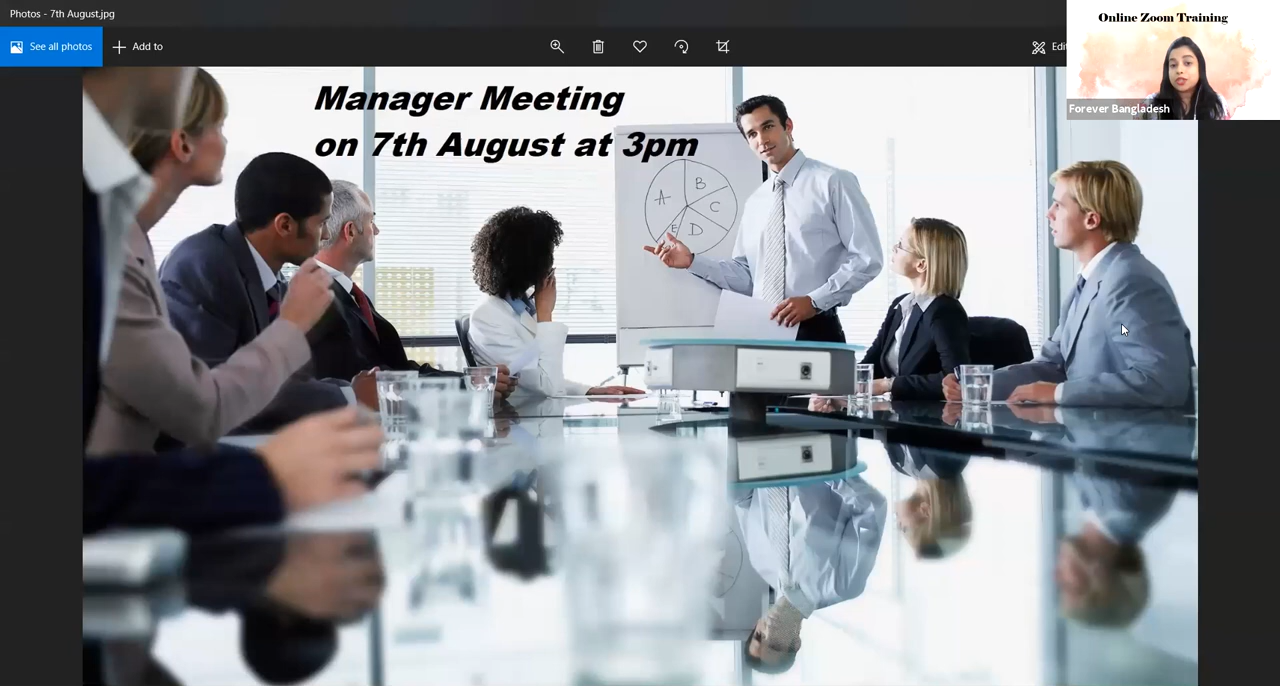 Photos - 7th August.jpg
See all photos
Add to
Online Zoom Training
Forever Bangladesh
Manager Meeting
on 7th August at 3pm
A
B
C
D
E